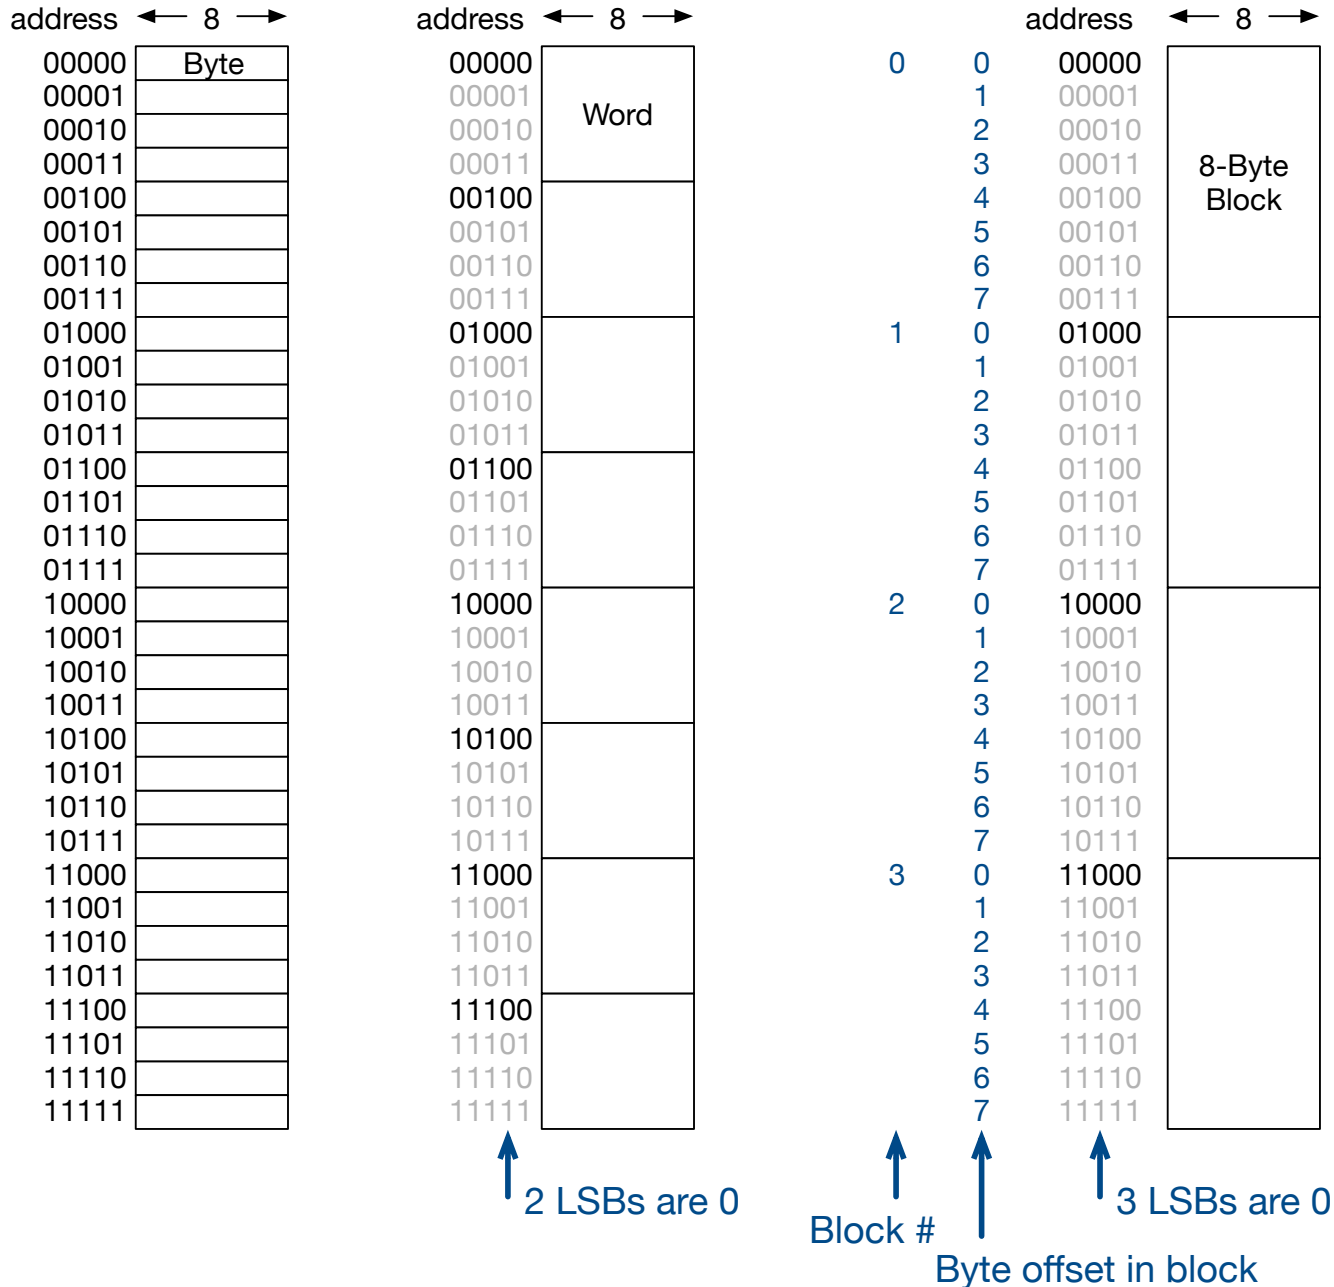 address 8 address 8 address 8
00000 Byte 00000 0 0 00000
00001 00001 1 00001
00010 00010 Word 2 00010
00011 00011 3 00011 8-Byte
00100 00100 4 00100 Block
00101 00101 5 00101
00110 00110 6 00110
00111 00111 7 00111
01000 01000 1 0 01000
01001 01001 1 01001
01010 01010 2 01010
01011 01011 3 01011
01100 01100 4 01100
01101 01101 5 01101
01110 01110 6 01110
01111 01111 7 01111
10000 10000 2 0 10000
10001 10001 1 10001
10010 10010 2 10010
10011 10011 3 10011
10100 10100 4 10100
10101 10101 5 10101
10110 10110 6 10110
10111 10111 7 10111
11000 11000 3 0 11000
11001 11001 1 11001
11010 11010 2 11010
11011 11011 3 11011
11100 11100 4 11100
11101 11101 5 11101
11110 11110 6 11110
11111 11111 7 11111
2 LSBs are 0 3 LSBs are 0
Block #
Byte offset in block